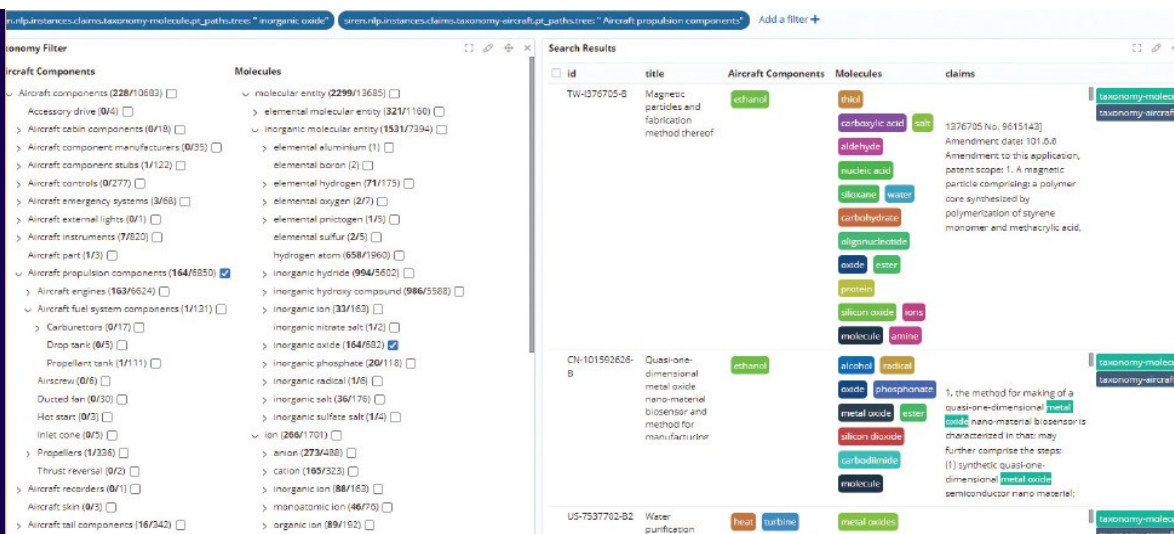 en.nlp.instances.claims.taxonomy-molecule.pt_paths.tree: " inorganic oxide"
siren.nlp.instances.claims.taxonomy-aircraft.pt_paths.tree: " Aircraft propulsion components"
Add a filter +
onomy Filter
ircraft Components
Aircraft components (228/10683)
Accessory drive (0/4)
Aircraft cabin components (0/18)
Aircraft component manufacturers (0/35)
Aircraft component stubs (1/122)
Aircraft controls (0/277)
Aircraft emergency systems (3/68)
Aircraft external lights (0/1)
Aircraft instruments (7/820)
Aircraft part (1/3)
Aircraft propulsion components (164/6850)
Aircraft engines (163/6624)
Aircraft fuel system components (1/131)
Carburettors (0/17)
Drop tank (0/5)
Propellant tank (1/111)
Airscrew (0/6)
Ducted fan (0/30)
Hot start (0/3)
Inlet cone (0/5)
Propellers (1/336)
Thrust reversal (0/2)
Aircraft recorders (0/1)
Aircraft skin (0/3)
Aircraft tail components (16/342)
Molecules
molecular entity (2299/13685)
elemental molecular entity (321/1160)
inorganic molecular entity (1531/7394)
elemental aluminium (1)
elemental boron (2)
elemental hydrogen (71/175)
elemental oxygen (2/7)
elemental pnictogen (1/5)
elemental sulfur (2/5)
hydrogen atom (658/1960)
inorganic hydride (994/5602)
inorganic hydroxy compound (986/5588)
inorganic ion (33/163)
inorganic nitrate salt (1/2)
inorganic oxide (164/682)
inorganic phosphate (20/118)
inorganic radical (1/6)
inorganic salt (36/176)
inorganic sulfate salt (1/4)
ion (266/1701)
anion (273/488)
cation (165/323)
inorganic ion (88/163)
monoatomic ion (46/76)
organic ion (89/192)
Search Results
id title Aircraft Components Molecules claims
TW-I376705-B
Magnetic
particles and
fabrication
method thereof
ethanol
thiol
carboxylic acid salt
aldehyde
nucleic acid
siloxane water
carbohydrate
oligonucleotide
oxide ester
protein
silicon oxide ions
molecule amine
1376705 No. 9615143]
Amendment date: 101.6.6
Amendment to this application,
patent scope: 1. A magnetic
particle comprising: a polymer
core synthesized by
polymerization of styrene
monomer and methacrylic acid,
taxonomy-molecu
taxonomy-aircraft
CN-101592626-
B
Quasi-one-
dimensional
metal oxide
nano-material
biosensor and
method for
manufacturing
ethanol
alcohol radical
oxide phosphonate
metal oxide ester
silicon dioxide
carbodiimide
molecule
1, the method for making of a
quasi-one-dimensional metal
oxide nano-material biosensor is
characterized in that: may
further comprise the steps:
(1) synthetic quasi-one-
dimensional metal oxide
semiconductor nano material;
taxonomy-molecu
taxonomy-aircraft
US-7537702-B2
Water
purification
heat turbine
metal oxides
taxonomy-molecu